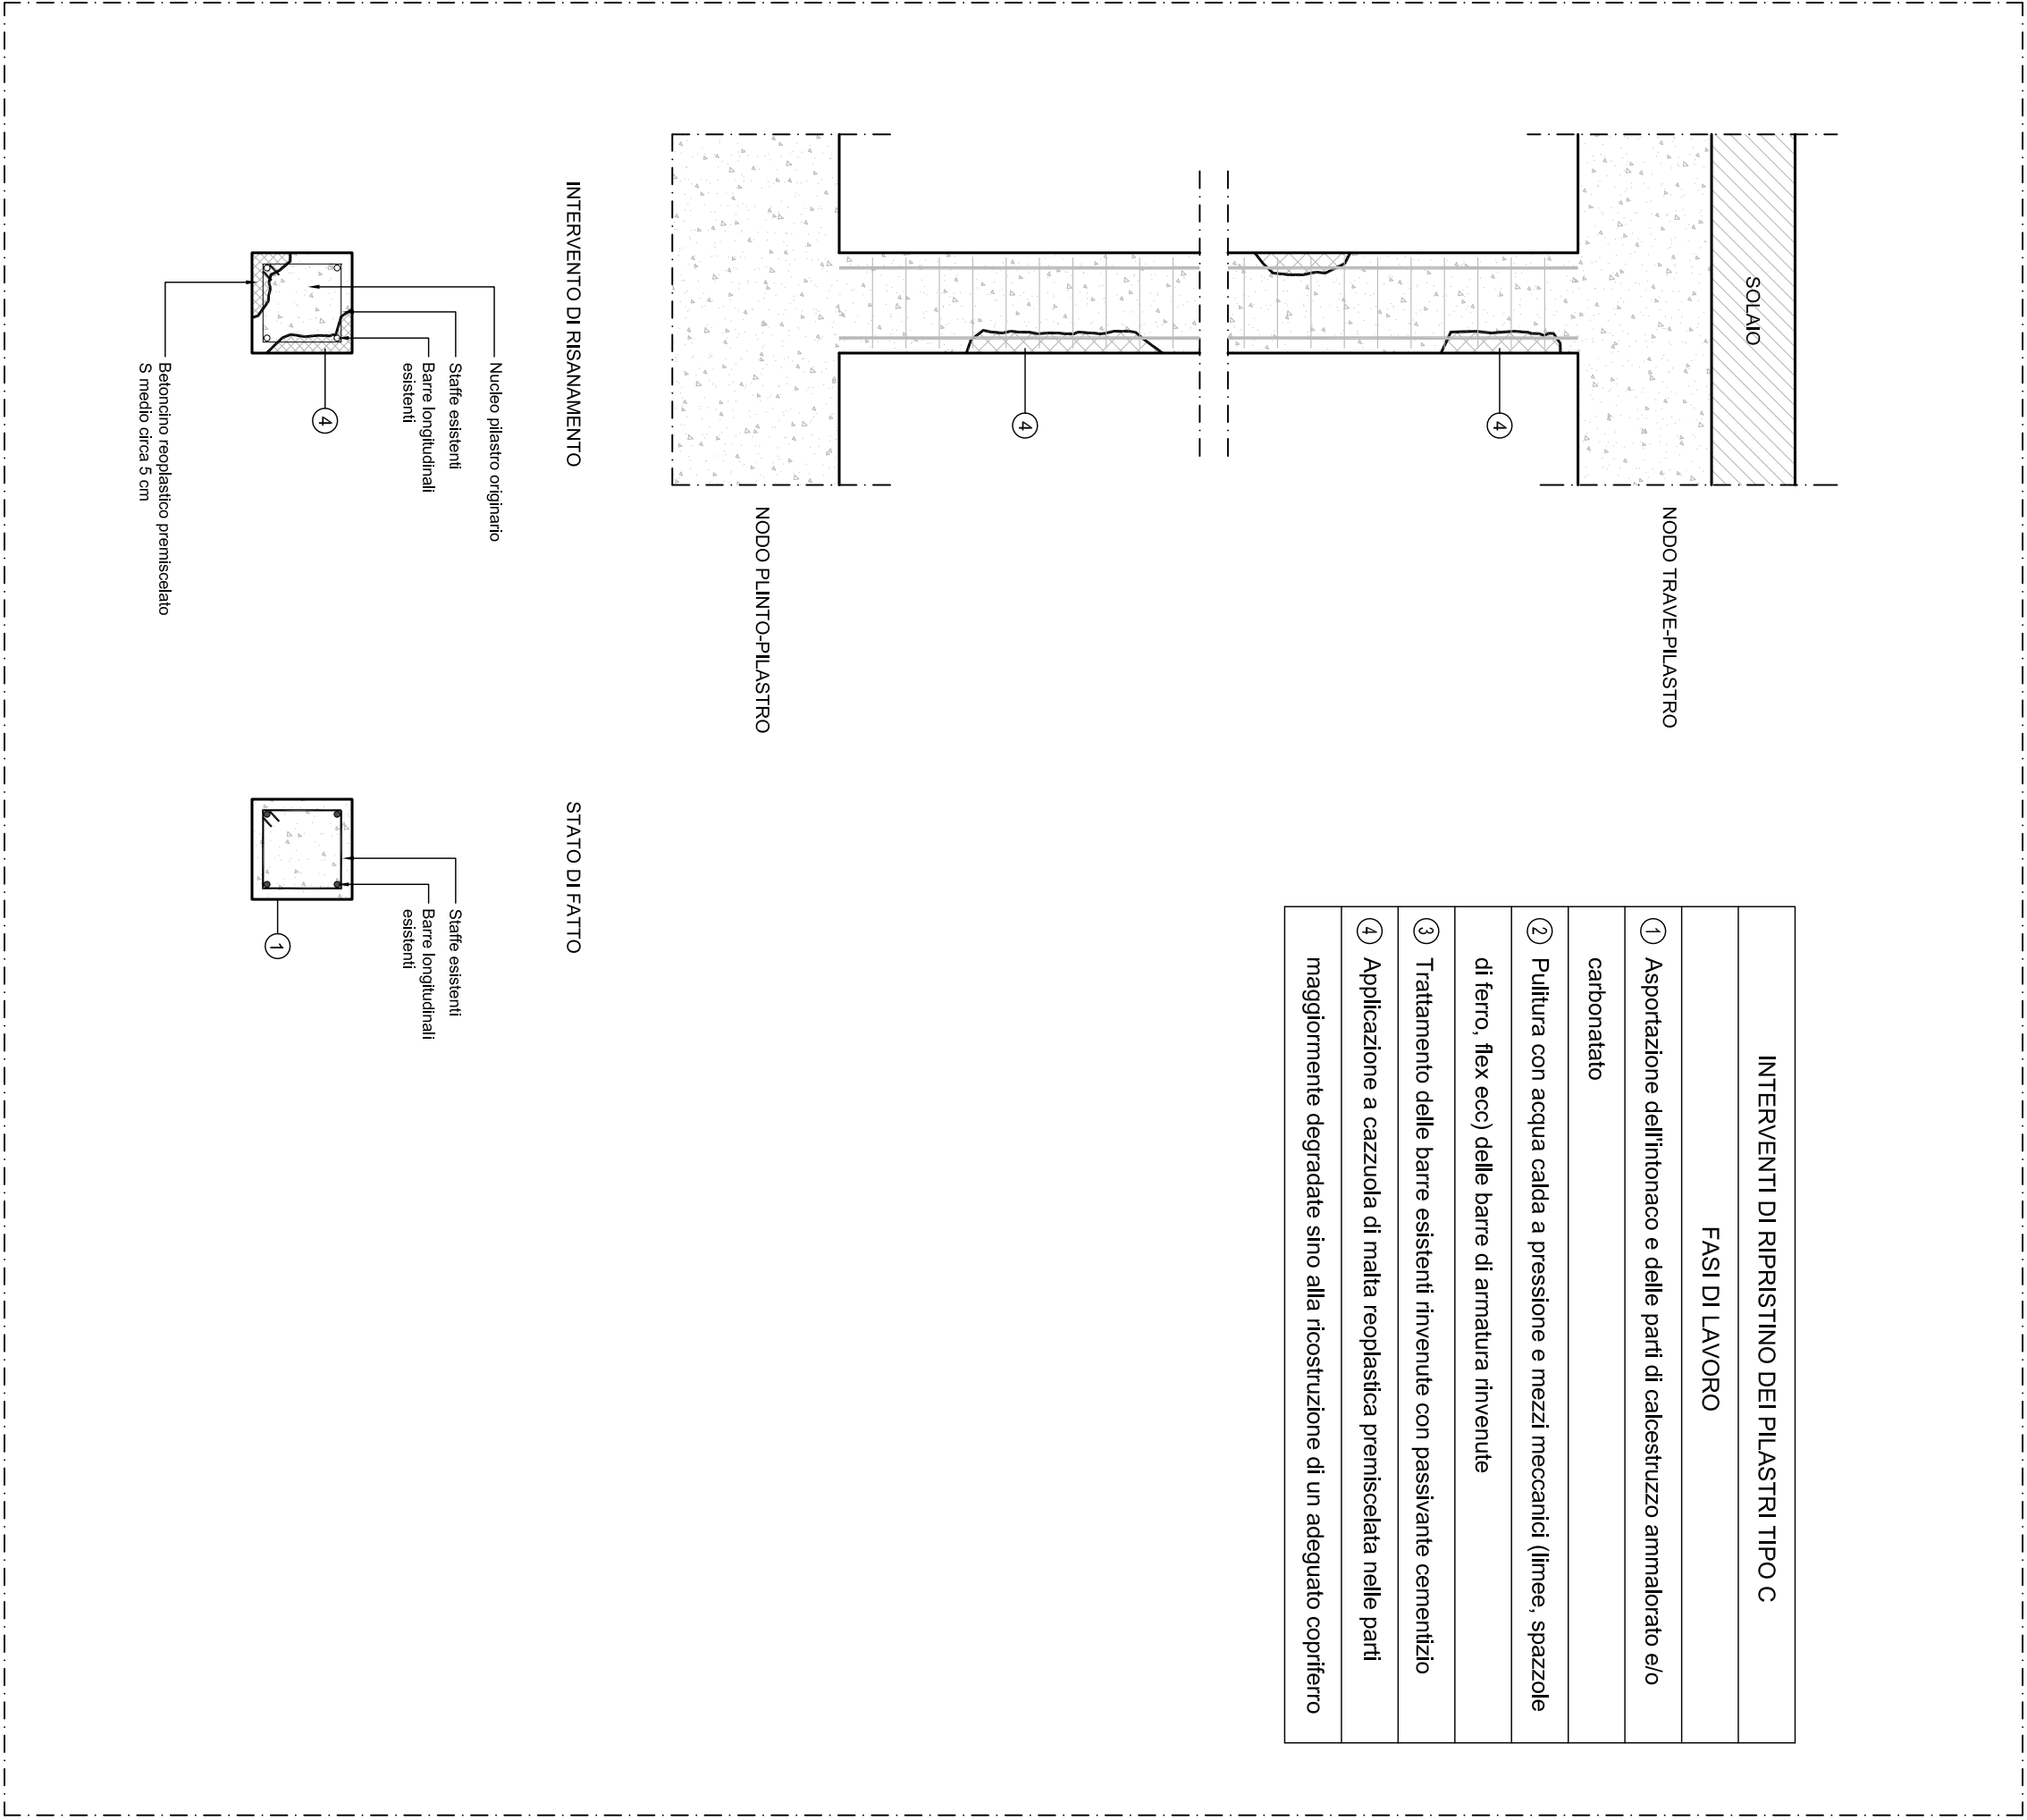 SOLAIO
NODO TRAVE-PILASTRO
4
4
NODO PLINTO-PILASTRO
INTERVENTI DI RIPRISTINO DEI PILASTRI TIPO C
FASI DI LAVORO
1 Asportazione dell'intonaco e delle parti di calcestruzzo ammalorato e/o
carbonatato
2 Pulitura con acqua calda a pressione e mezzi meccanici (limee, spazzole
di ferro, flex ecc) delle barre di armatura rinvenute
3 Trattamento delle barre esistenti rinvenute con passivante cementizio
4 Applicazione a cazzuola di malta reoplastica premiscelata nelle parti
maggiormente degradate sino alla ricostruzione di un adeguato copriferro
INTERVENTO DI RISANAMENTO
Nucleo pilastro originario
Staffe esistenti
Barre longitudinali
esistenti
4
Betoncino reoplastico premiscelato
S medio circa 5 cm
STATO DI FATTO
Staffe esistenti
Barre longitudinali
esistenti
1